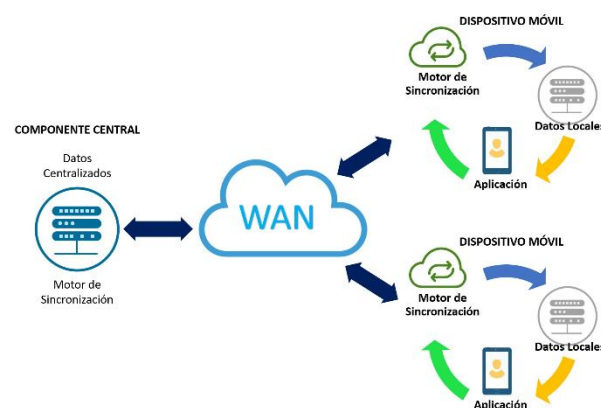 COMPONENTE CENTRAL
Datos
Centralizados
Motor de
Sincronización
WAN
DISPOSITIVO MÓVIL
Motor de
Sincronización
Datos Locales
Aplicación
DISPOSITIVO MÓVIL
Motor de
Sincronización
Datos Locales
Aplicación